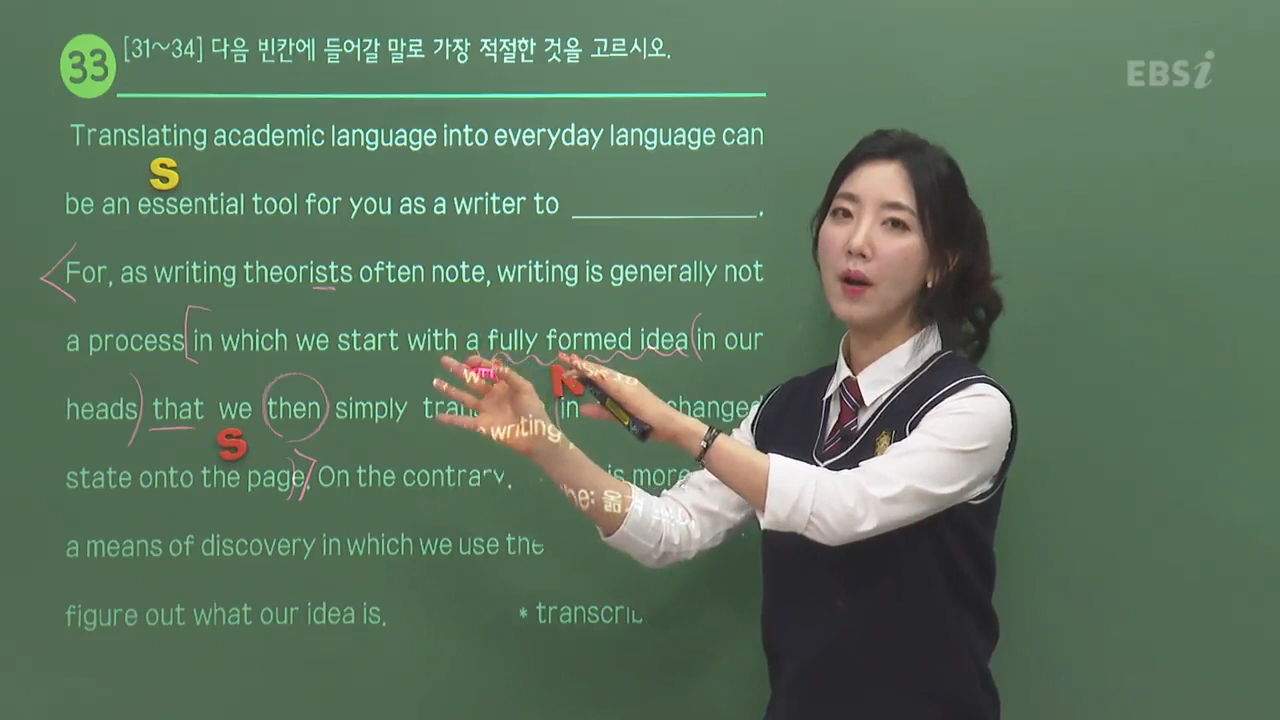 33
[31~34] 다음 빈칸에 들어갈 말로 가장 적절한 것을 고르시오.
EBSi
Translating academic language into everyday language can
S
be an essential tool for you as a writer to ____________.
For, as writing theorists often note, writing is generally not
a process in which we start with a fully formed idea in our
heads that we then simply in
S
state onto the page. On the contrary, is more
a means of discovery in which we use the
writing
figure out what our idea is.